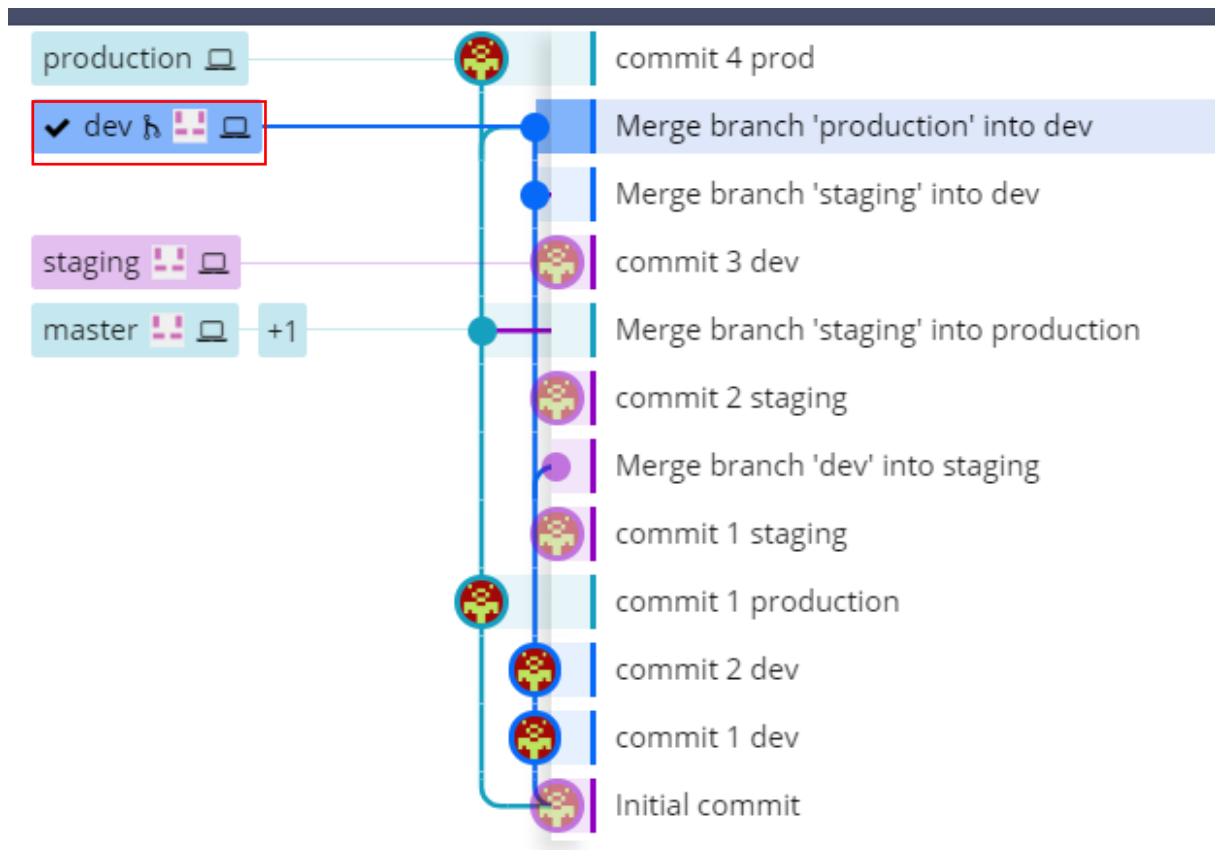 production commit 4 prod
dev Merge branch 'production' into dev
Merge branch 'staging' into dev
staging commit 3 dev
master +1 Merge branch 'staging' into production
commit 2 staging
Merge branch 'dev' into staging
commit 1 staging
commit 1 production
commit 2 dev
commit 1 dev
Initial commit